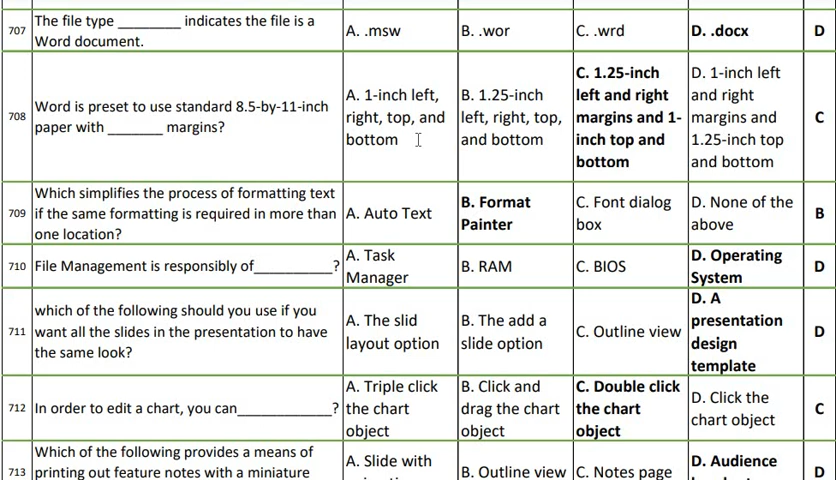 707 The file type ________ indicates the file is a Word document. A. .msw B. .wor C. .wrd D. .docx D
708 Word is preset to use standard 8.5-by-11-inch paper with _______ margins? A. 1-inch left, right, top, and bottom B. 1.25-inch left, right, top, and bottom C. 1.25-inch left and right margins and 1-inch top and bottom D. 1-inch left and right margins and 1.25-inch top and bottom C
709 Which simplifies the process of formatting text if the same formatting is required in more than one location? A. Auto Text B. Format Painter C. Font dialog box D. None of the above B
710 File Management is responsibly of__________? A. Task Manager B. RAM C. BIOS D. Operating System D
711 which of the following should you use if you want all the slides in the presentation to have the same look? A. The slid layout option B. The add a slide option C. Outline view D. A presentation design template D
712 In order to edit a chart, you can____________? A. Triple click the chart object B. Click and drag the chart object C. Double click the chart object D. Click the chart object C
713 Which of the following provides a means of printing out feature notes with a miniature A. Slide with B. Outline view C. Notes page D. Audience D